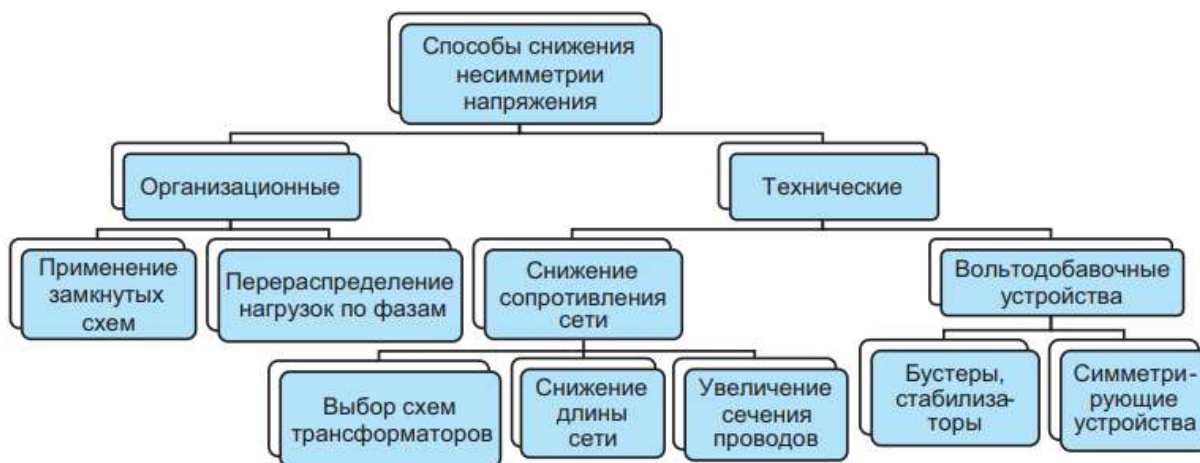 Способы снижения
несимметрии
напряжения
Организационные
Технические
Применение
замкнутых
схем
Перераспределение
нагрузок по фазам
Снижение
сопротивления
сети
Вольтодобавочные
устройства
Выбор схем
трансформаторов
Снижение
длины
сети
Увеличение
сечения
проводов
Бустеры,
стабилиза-
торы
Симметри-
рующие
устройства